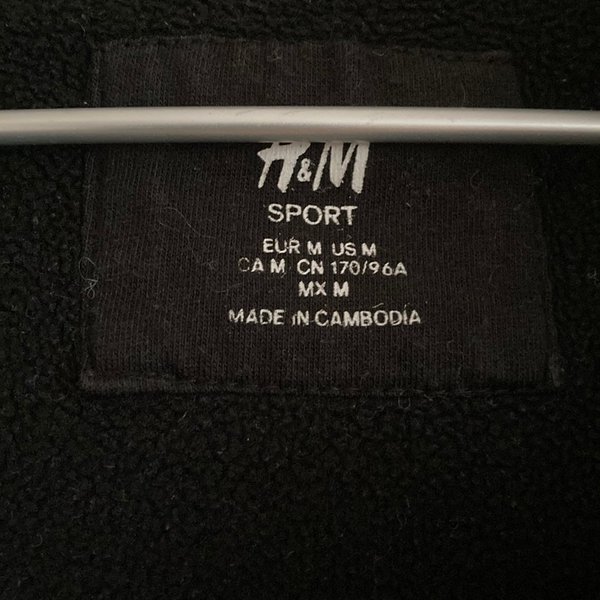 H&M
SPORT
EUR M US M
CA M CN 170/96A
MX M
MADE IN CAMBODIA